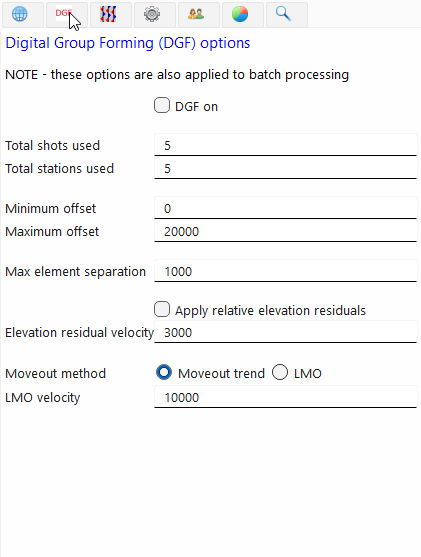 DGF
Digital Group Forming (DGF) options
NOTE - these options are also applied to batch processing
DGF on
Total shots used 5
Total stations used 5
Minimum offset 0
Maximum offset 20000
Max element separation 1000
Apply relative elevation residuals
Elevation residual velocity 3000
Moveout method Moveout trend LMO
LMO velocity 10000